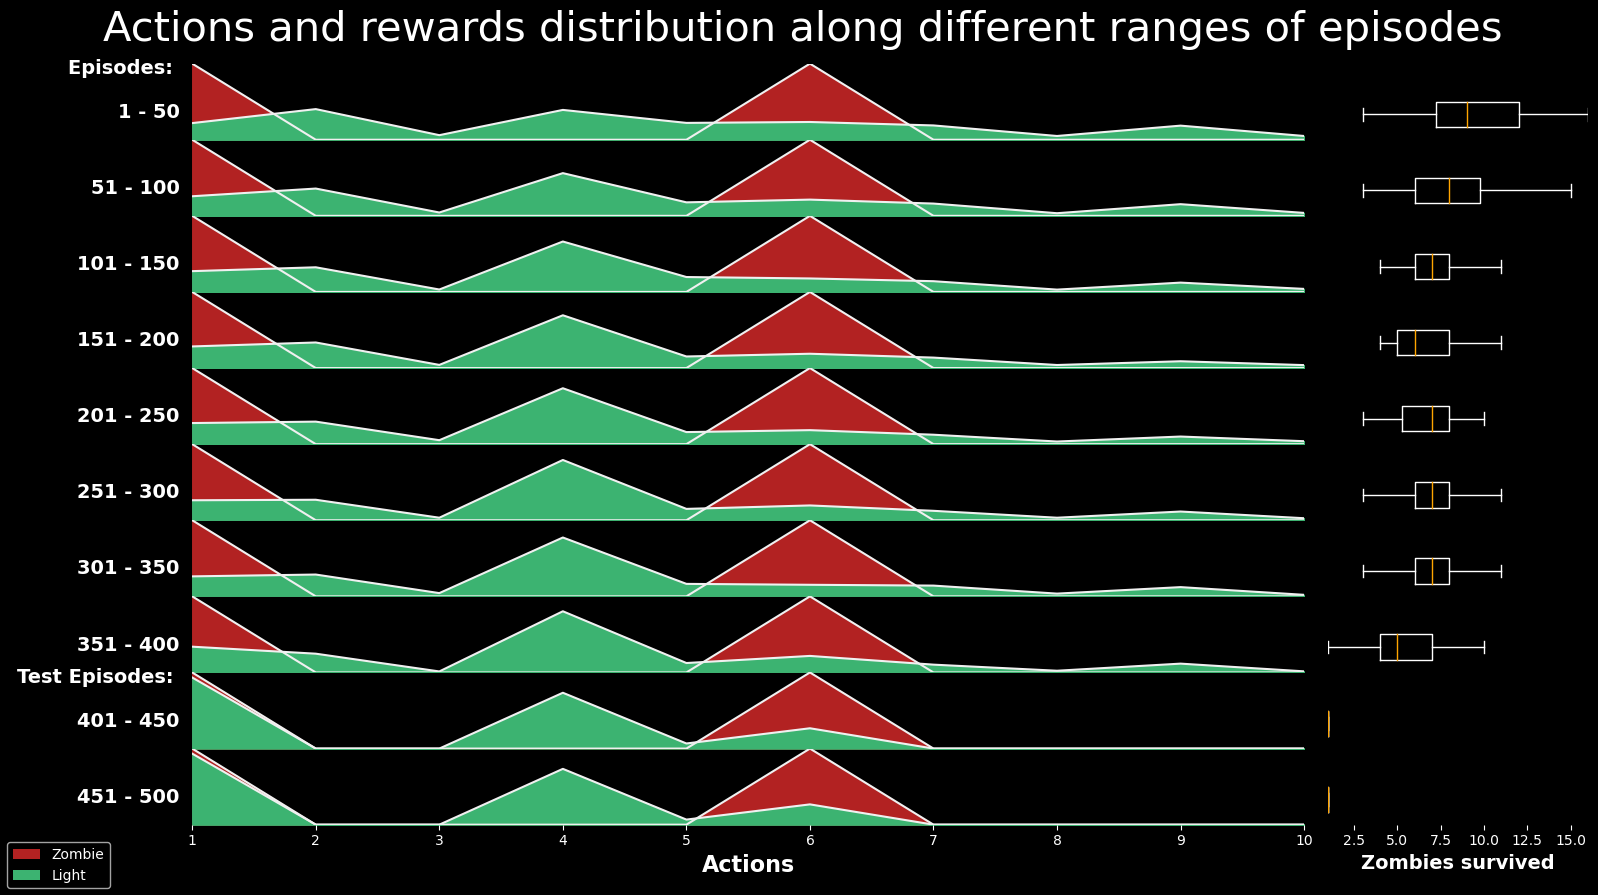 Actions and rewards distribution along different ranges of episodes
Episodes:
1 - 50
51 - 100
101 - 150
151 - 200
201 - 250
251 - 300
301 - 350
351 - 400
Test Episodes:
401 - 450
451 - 500
1 2 3 4 5 6 7 8 9 10
Actions
2.5 5.0 7.5 10.0 12.5 15.0
Zombies survived
Zombie
Light